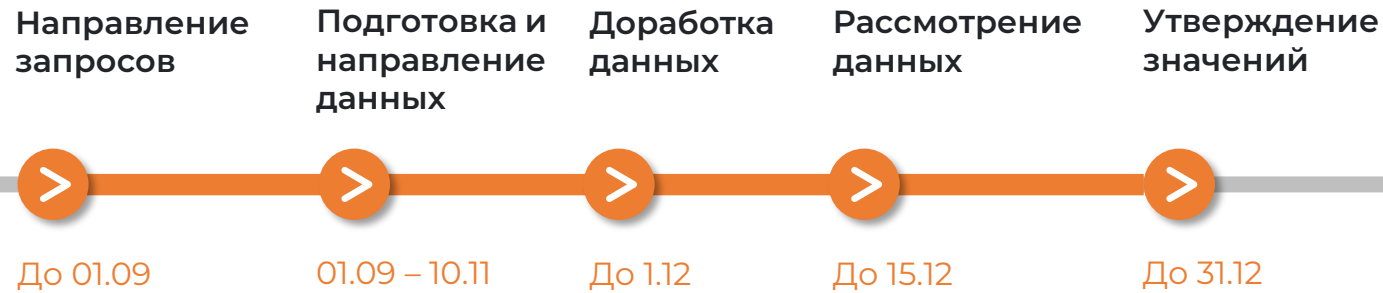 Направление
запросов
Подготовка и
направление
данных
Доработка
данных
Рассмотрение
данных
Утверждение
значений
До 01.09
01.09 – 10.11
До 1.12
До 15.12
До 31.12